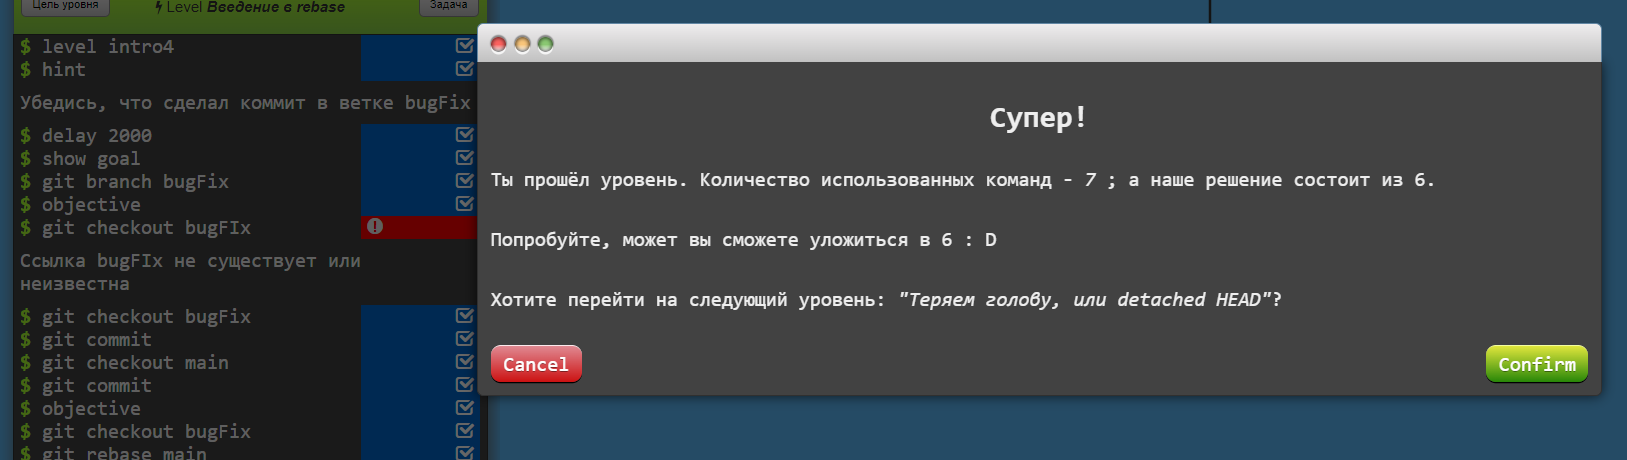 Цель уровня
Level Введение в rebase
Задача
$ level intro4
$ hint
Убедись, что сделал коммит в ветке bugFix
$ delay 2000
$ show goal
$ git branch bugFix
$ objective
$ git checkout bugFIx
Ссылка bugFIx не существует или
неизвестна
$ git checkout bugFix
$ git commit
$ git checkout main
$ git commit
$ objective
$ git checkout bugFix
$ git rebase main
Супер!
Ты прошёл уровень. Количество использованных команд - 7 ; а наше решение состоит из 6.
Попробуйте, может вы сможете уложиться в 6 : D
Хотите перейти на следующий уровень: "Теряем голову, или detached HEAD"?
Cancel
Confirm